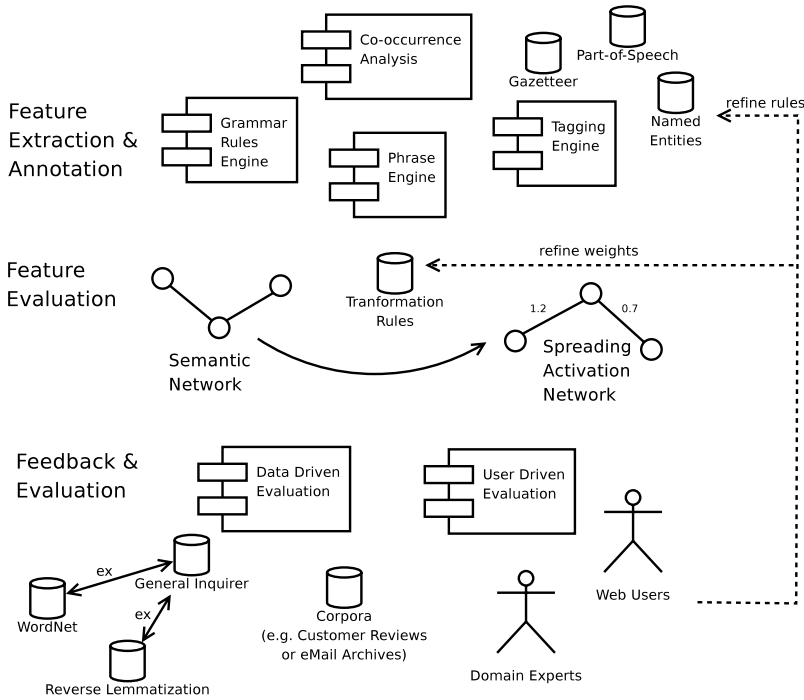 Co-occurrence
Analysis
Gazetteer
Part-of-Speech
Named
Entities
refine rules
Feature
Extraction &
Annotation
Grammar
Rules
Engine
Phrase
Engine
Tagging
Engine
Feature
Evaluation
refine weights
Tranformation
Rules
1.2
0.7
Semantic
Network
Spreading
Activation
Network
Feedback &
Evaluation
Data Driven
Evaluation
User Driven
Evaluation
ex
General Inquirer
WordNet
ex
Reverse Lemmatization
Corpora
(e.g. Customer Reviews
or eMail Archives)
Web Users
Domain Experts